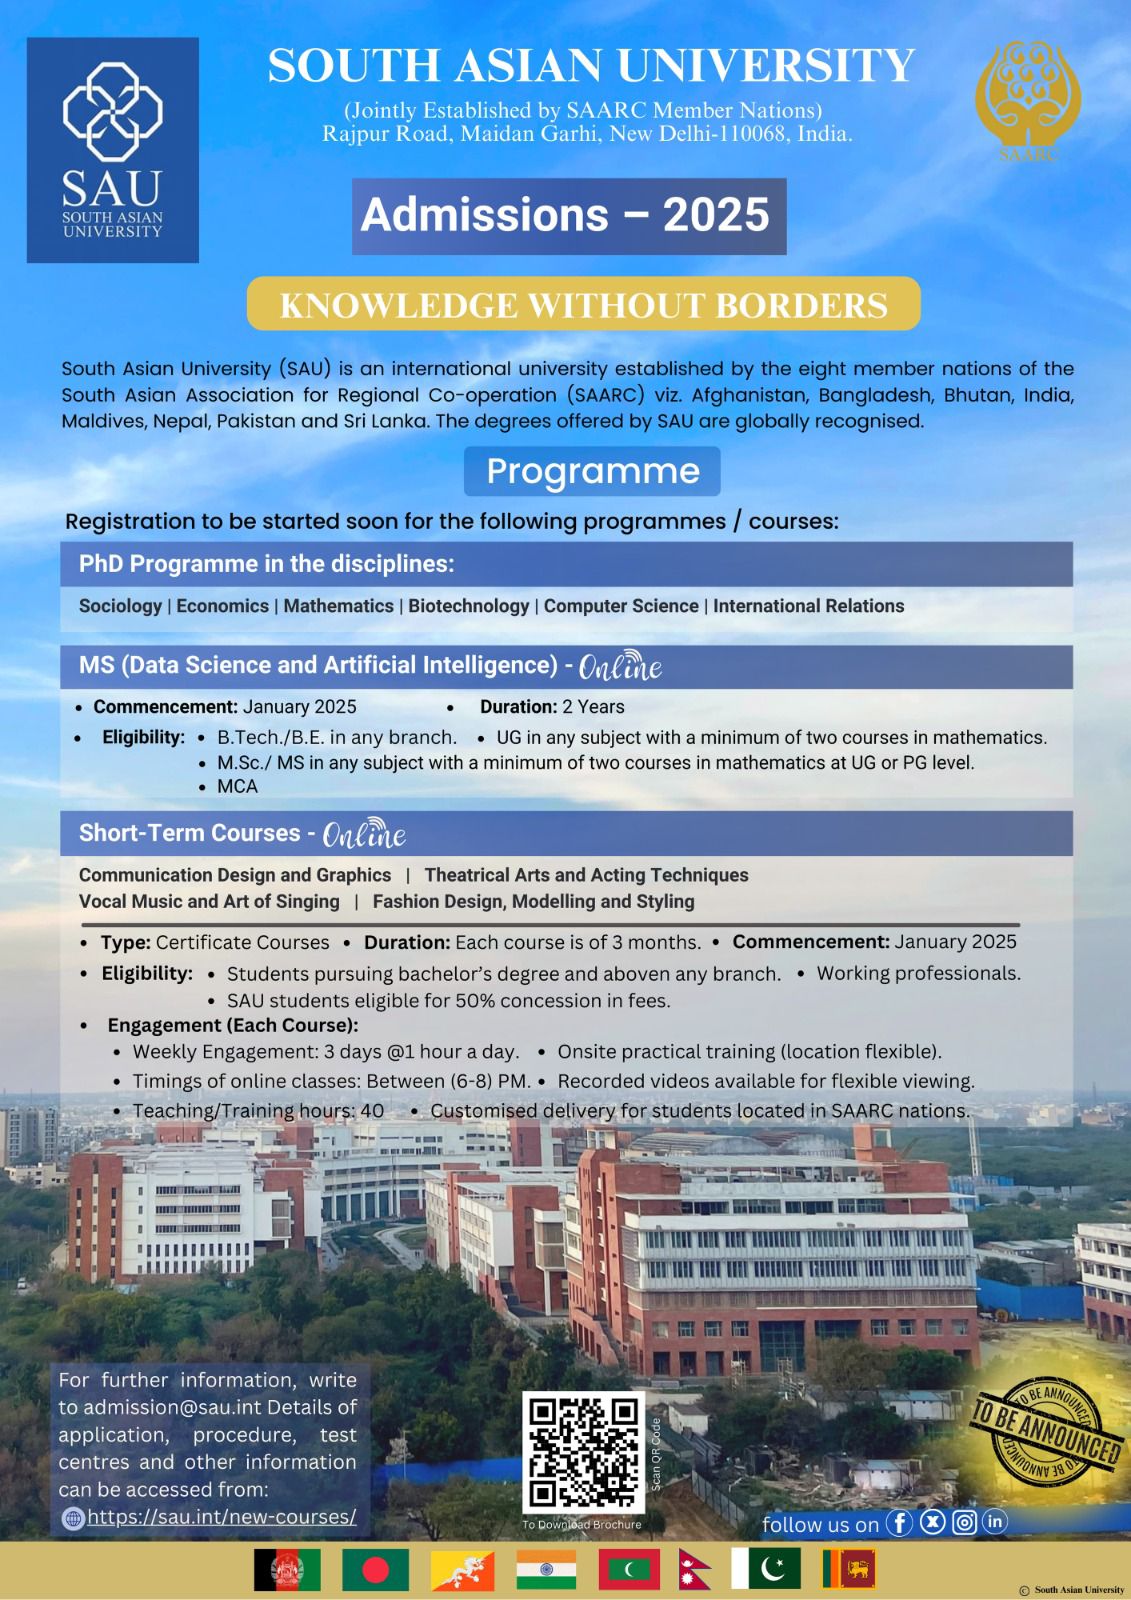 SAU
SOUTH ASIAN
UNIVERSITY
SOUTH ASIAN UNIVERSITY
(Jointly Established by SAARC Member Nations)
Rajpur Road, Maidan Garhi, New Delhi-110068, India.
SAARC
Admissions – 2025
KNOWLEDGE WITHOUT BORDERS
South Asian University (SAU) is an international university established by the eight member nations of the
South Asian Association for Regional Co-operation (SAARC) viz. Afghanistan, Bangladesh, Bhutan, India,
Maldives, Nepal, Pakistan and Sri Lanka. The degrees offered by SAU are globally recognised.
Programme
Registration to be started soon for the following programmes / courses:
PhD Programme in the disciplines:
Sociology | Economics | Mathematics | Biotechnology | Computer Science | International Relations
MS (Data Science and Artificial Intelligence) - Online
• Commencement: January 2025 • Duration: 2 Years
• Eligibility: • B.Tech./B.E. in any branch. • UG in any subject with a minimum of two courses in mathematics.
• M.Sc./ MS in any subject with a minimum of two courses in mathematics at UG or PG level.
• MCA
Short-Term Courses - Online
Communication Design and Graphics | Theatrical Arts and Acting Techniques
Vocal Music and Art of Singing | Fashion Design, Modelling and Styling
• Type: Certificate Courses • Duration: Each course is of 3 months. • Commencement: January 2025
• Eligibility: • Students pursuing bachelor's degree and aboven any branch. • Working professionals.
• SAU students eligible for 50% concession in fees.
• Engagement (Each Course):
• Weekly Engagement: 3 days @1 hour a day. • Onsite practical training (location flexible).
• Timings of online classes: Between (6-8) PM. • Recorded videos available for flexible viewing.
• Teaching/Training hours: 40 • Customised delivery for students located in SAARC nations.
For further information, write
to admission@sau.int Details of
application, procedure, test
centres and other information
can be accessed from:
https://sau.int/new-courses/
Scan QR Code
To Download Brochure
TO BE ANNOUNCED
TO BE ANNOUNCED
TO BE ANNOUNCED
follow us on
© South Asian University